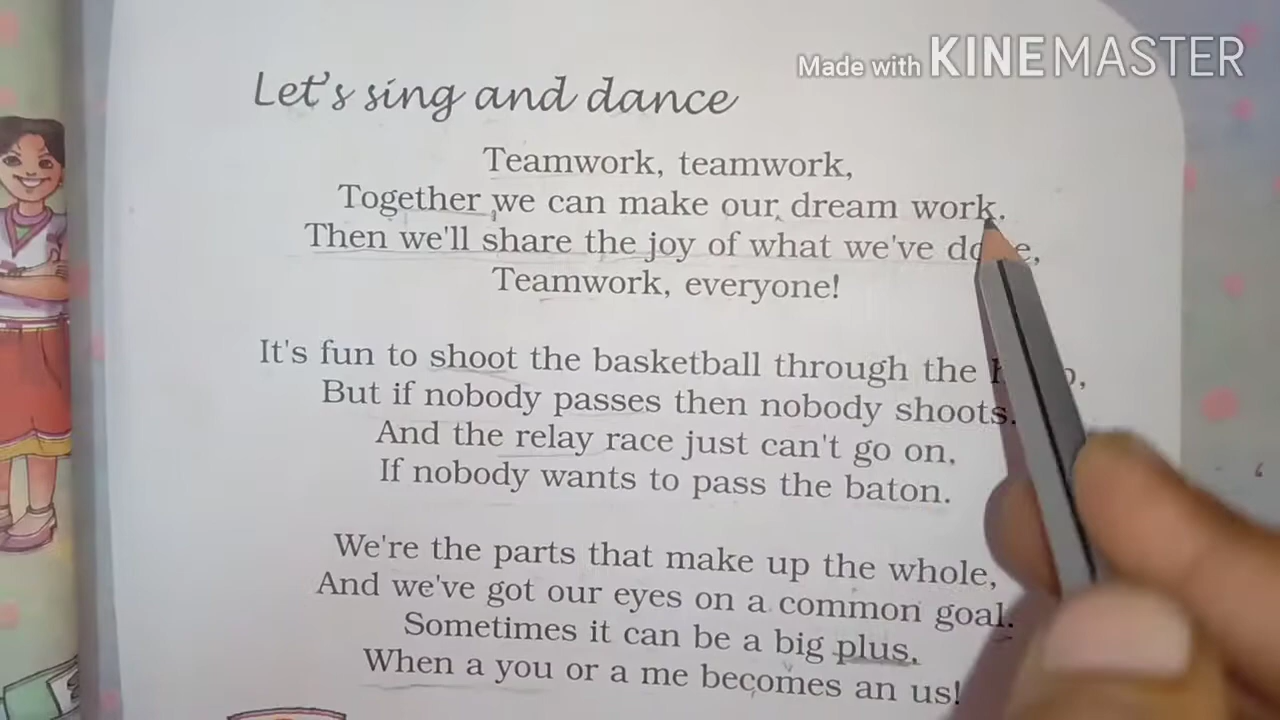 Made with KINEMASTER
Let's sing and dance
Teamwork, teamwork,
Together we can make our dream work.
Then we'll share the joy of what we've
Teamwork, everyone!
It's fun to shoot the basketball through the
But if nobody passes then nobody shoots.
And the relay race just can't go on,
If nobody wants to pass the baton.
We're the parts that make up the whole,
And we've got our eyes on a common goal.
Sometimes it can be a big plus,
When a you or a me becomes an us!